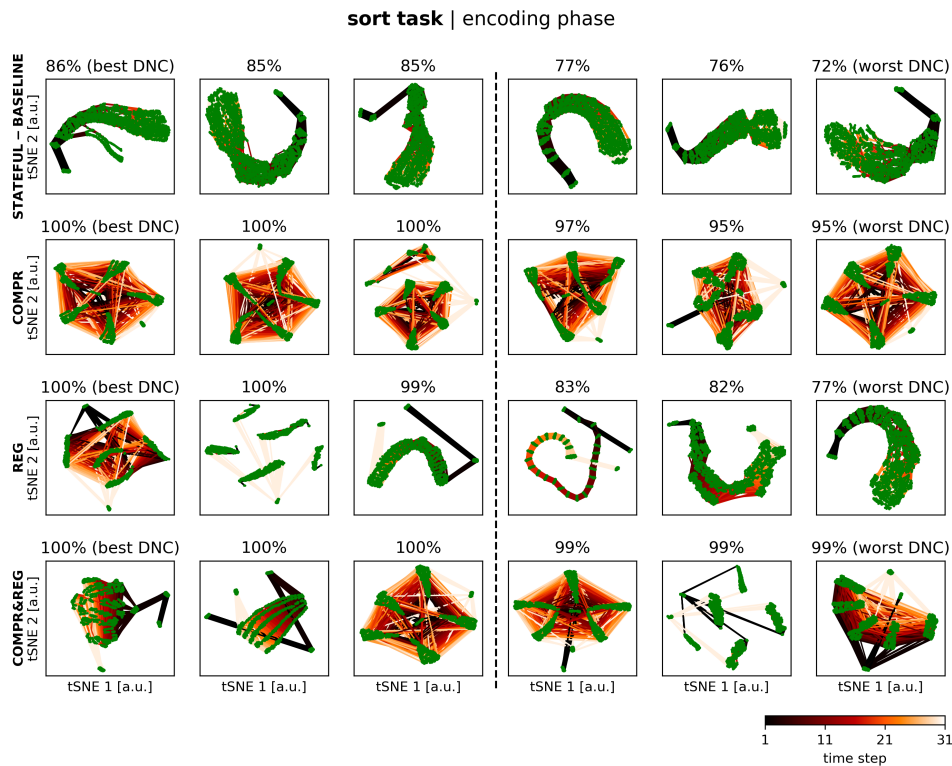 sort task | encoding phase
STATEFUL − BASELINE
tSNE 2 [a.u.]
86% (best DNC) 85% 85% 77% 76% 72% (worst DNC)
COMPR
tSNE 2 [a.u.]
100% (best DNC) 100% 100% 97% 95% 95% (worst DNC)
REG
tSNE 2 [a.u.]
100% (best DNC) 100% 99% 83% 82% 77% (worst DNC)
COMPR&REG
tSNE 2 [a.u.]
100% (best DNC) 100% 100% 99% 99% 99% (worst DNC)
tSNE 1 [a.u.] tSNE 1 [a.u.] tSNE 1 [a.u.] tSNE 1 [a.u.] tSNE 1 [a.u.] tSNE 1 [a.u.]
1 11 21 31
time step